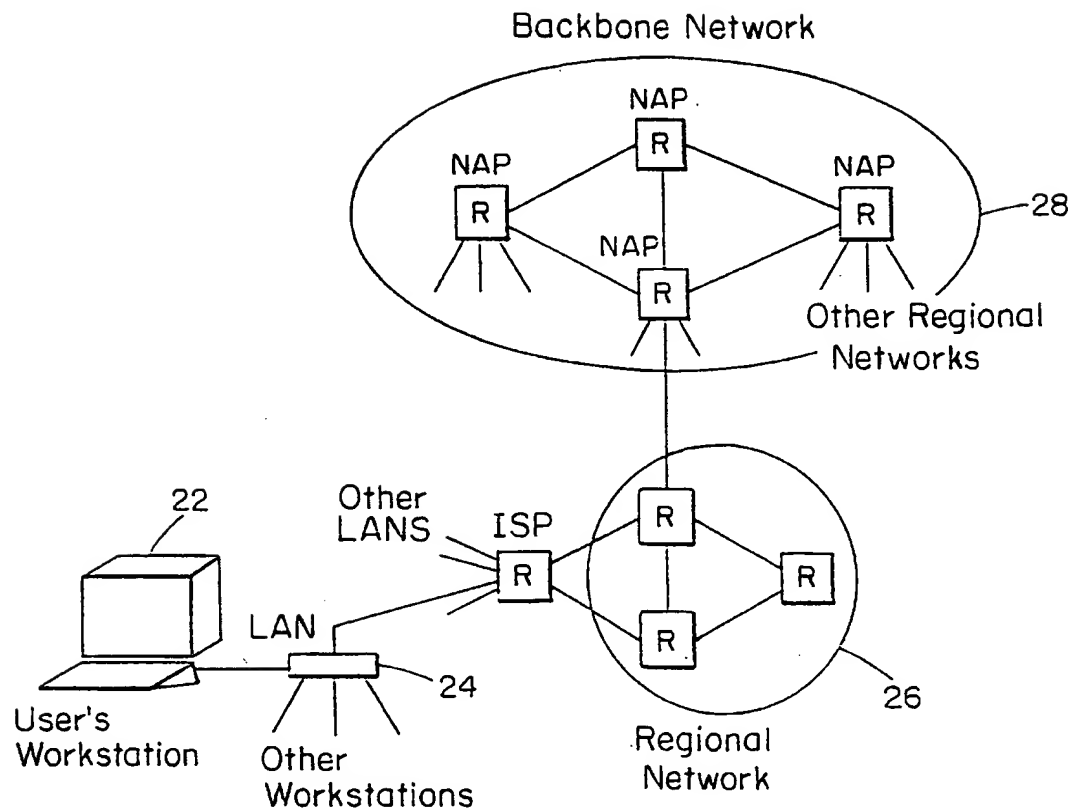 Backbone Network
NAP
R
NAP
R
NAP
R
28
NAP
R
Other Regional
Networks
22
Other
LANS
ISP
R
R
R
R
LAN
24
26
User's
Workstation
Other
Workstations
Regional
Network